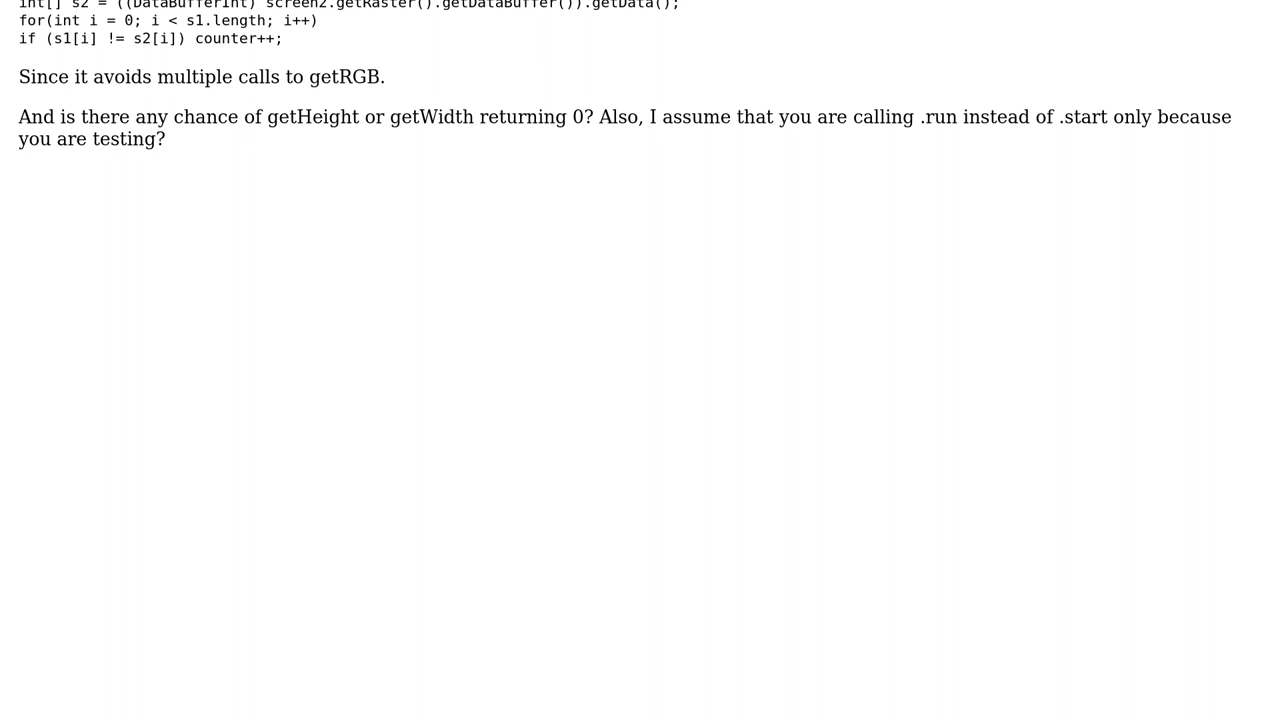 int[] s2 = ((DataBufferInt) screen2.getRaster().getDataBuffer()).getData();
for(int i = 0; i < s1.length; i++)
if (s1[i] != s2[i]) counter++;
Since it avoids multiple calls to getRGB.
And is there any chance of getHeight or getWidth returning 0? Also, I assume that you are calling .run instead of .start only because
you are testing?